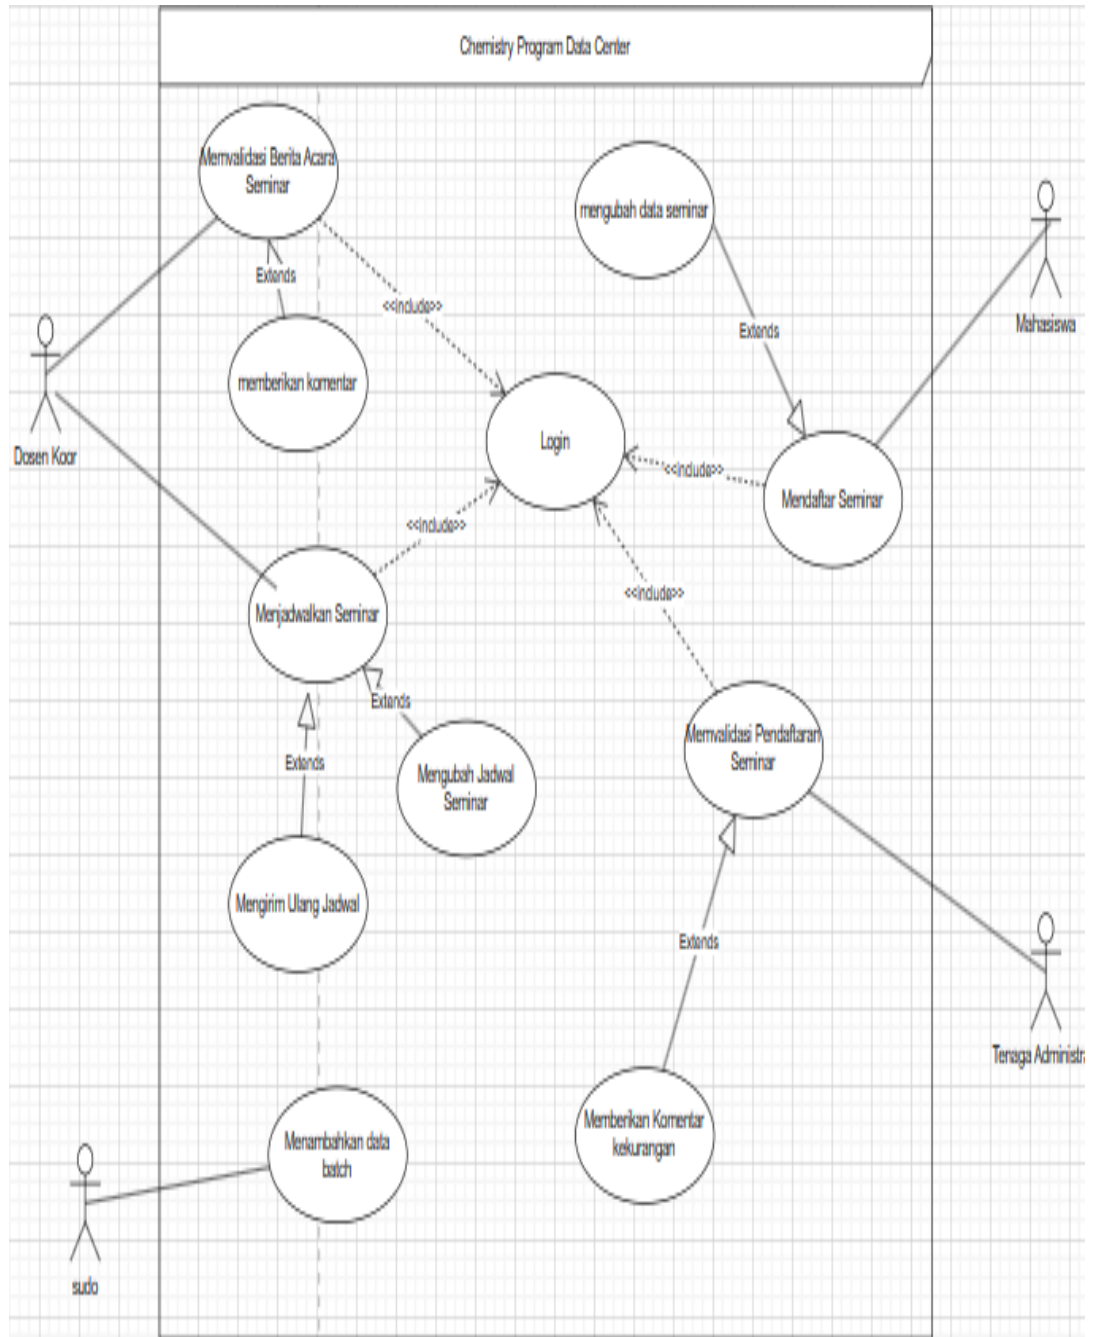 Chemistry Program Data Center
Memvalidasi Berita Acara
Seminar
mengubah data seminar
Extends
<<include>>
Mahasiswa
Extends
memberikan komentar
Dosen Koor
Login
<<include>>
Mendaftar Seminar
<<include>>
<<include>>
Menjadwalkan Seminar
Extends
Memvalidasi Pendaftaran
Seminar
Extends
Mengubah Jadwal
Seminar
Mengirim Ulang Jadwal
Extends
Tenaga Administra
Memberikan Komentar
kekurangan
Menambahkan data
batch
sudo